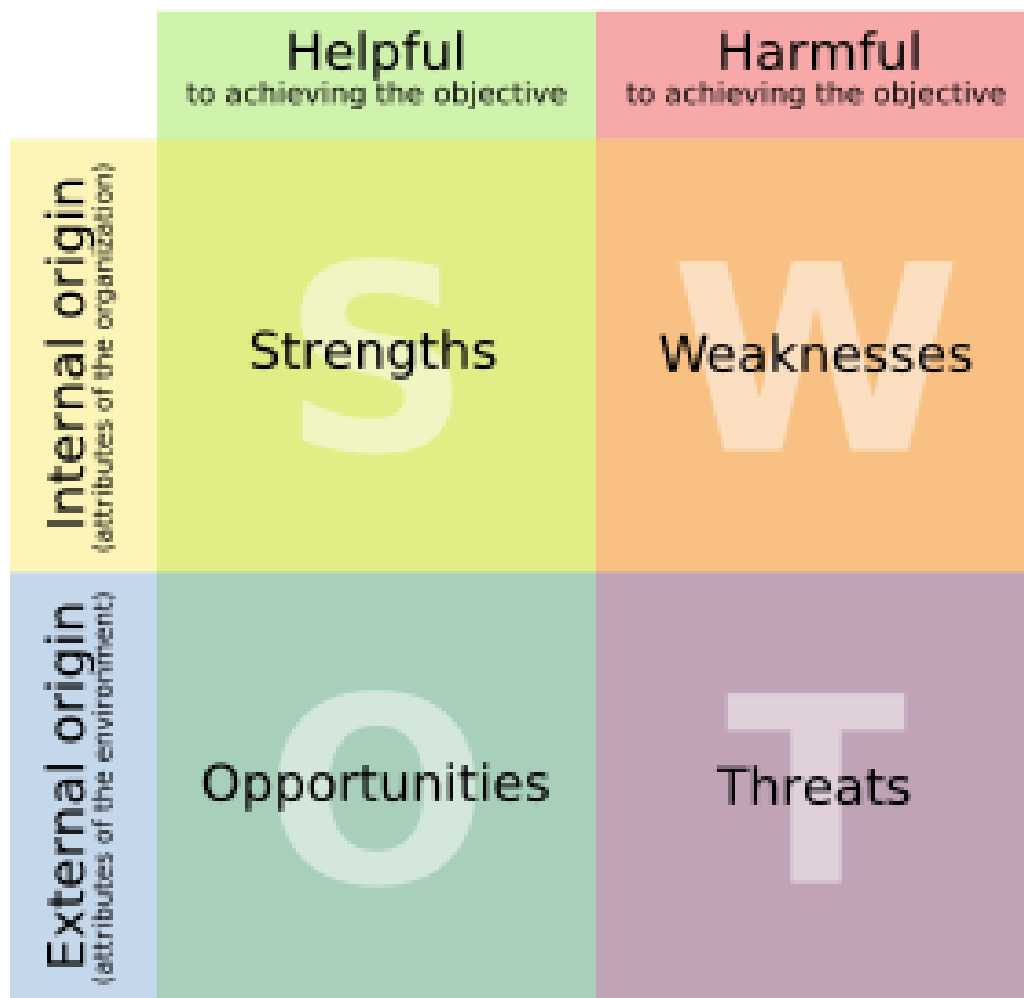 Helpful
to achieving the objective
Harmful
to achieving the objective
Internal origin
(attributes of the organization)
S
Strengths
W
Weaknesses
External origin
(attributes of the environment)
O
Opportunities
T
Threats